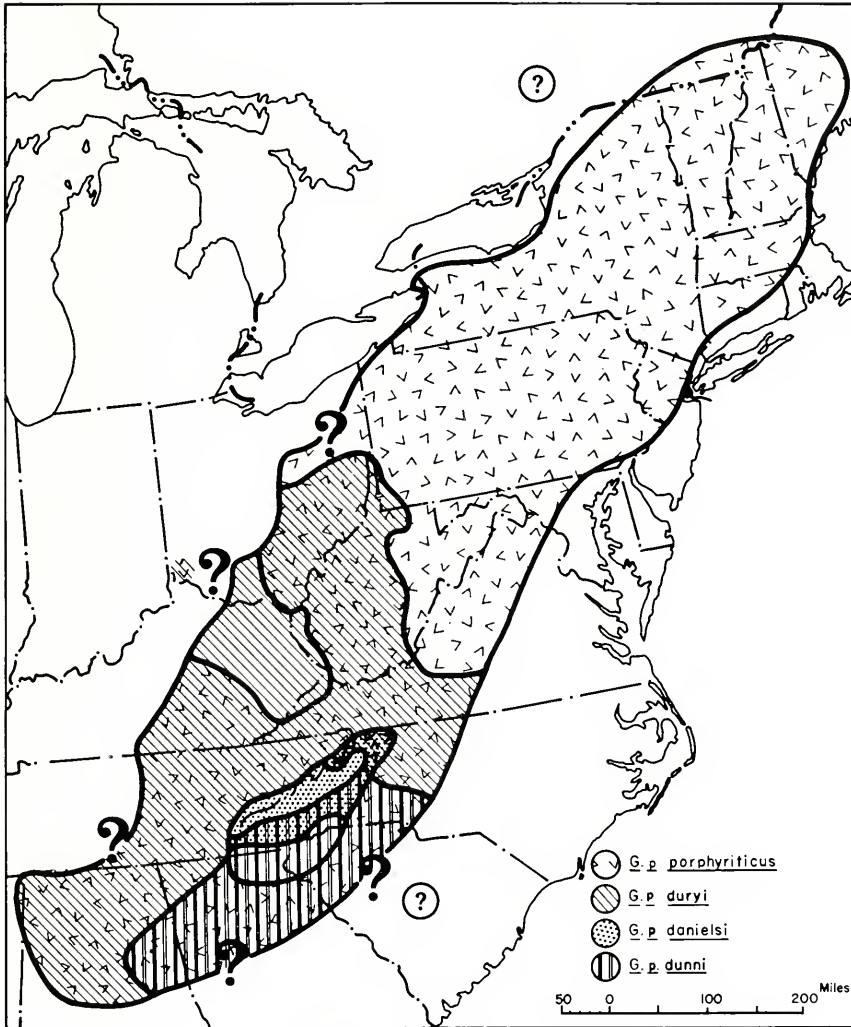 ?
?
?
?
?
?
?
G.p porphyriticus
G.p duryi
G.p danielsi
G.p. dunni
Miles
50 0 100 200